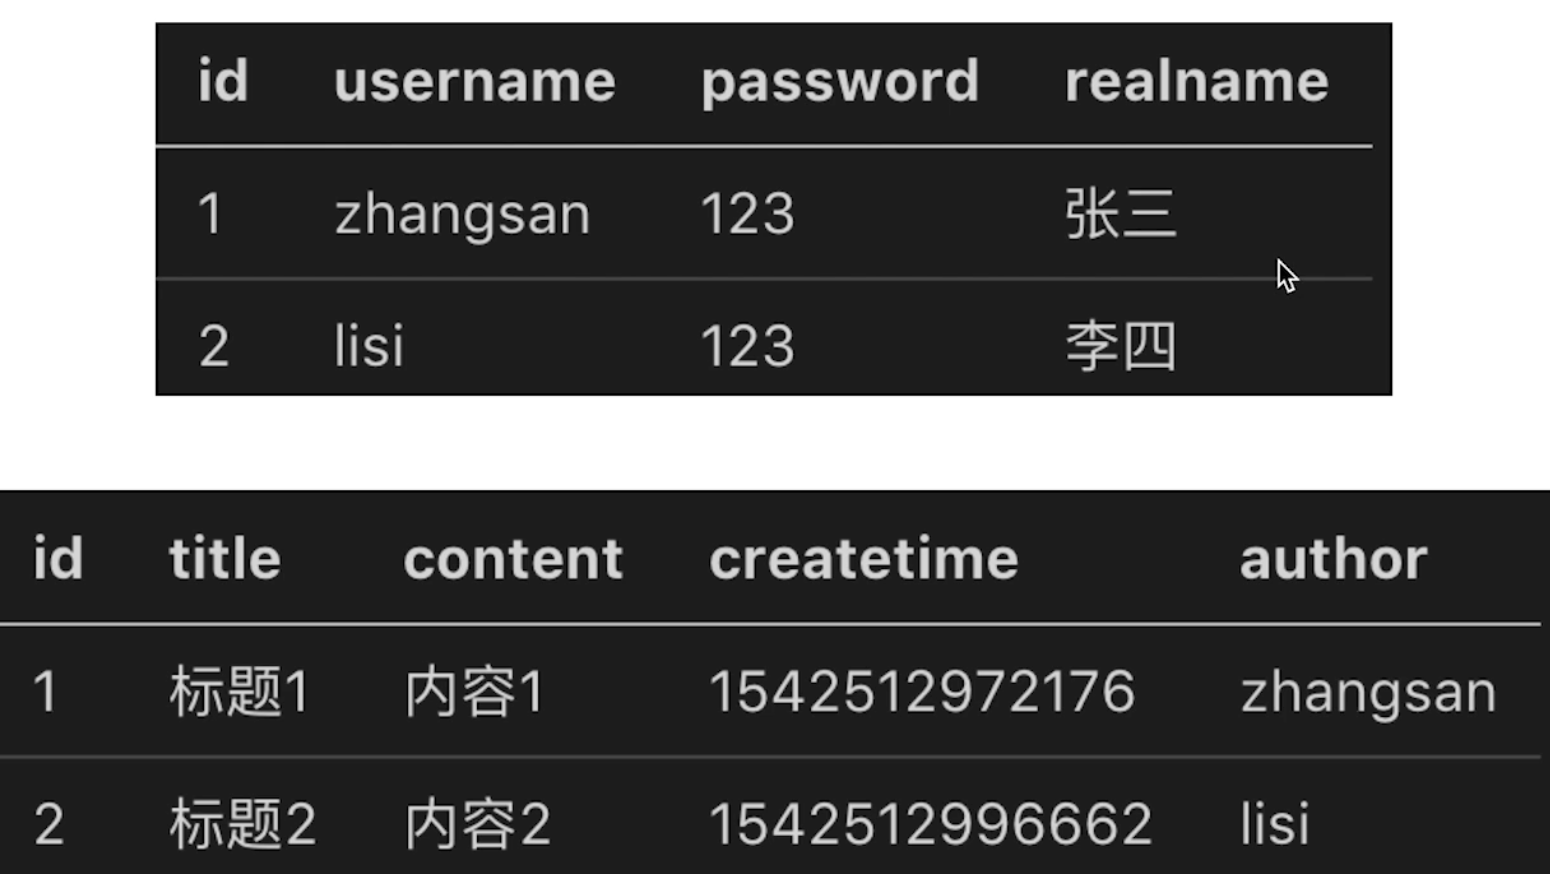 id username password realname
1 zhangsan 123 张三
2 lisi 123 李四
id title content createtime author
1 标题1 内容1 1542512972176 zhangsan
2 标题2 内容2 1542512996662 lisi